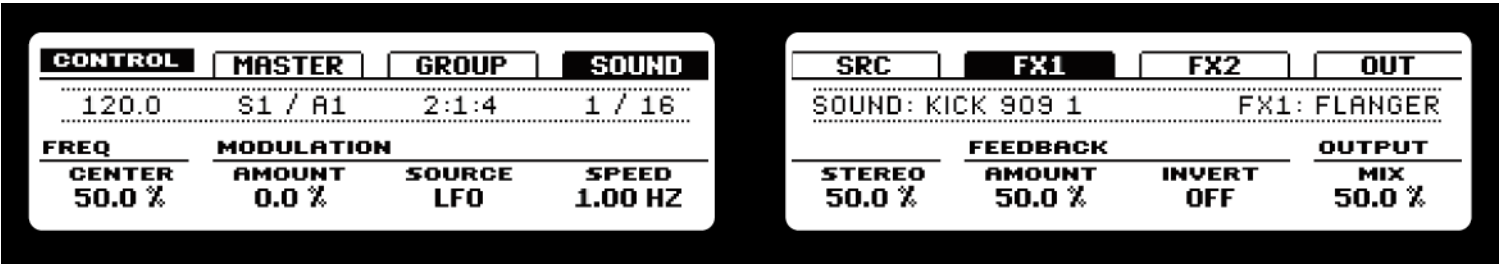 CONTROL MASTER GROUP SOUND
120.0 S1 / A1 2:1:4 1 / 16
FREQ MODULATION
CENTER AMOUNT SOURCE SPEED
50.0 % 0.0 % LFO 1.00 HZ
SRC FX1 FX2 OUT
SOUND: KICK 909 1 FX1: FLANGER
FEEDBACK OUTPUT
STEREO AMOUNT INVERT MIX
50.0 % 50.0 % OFF 50.0 %